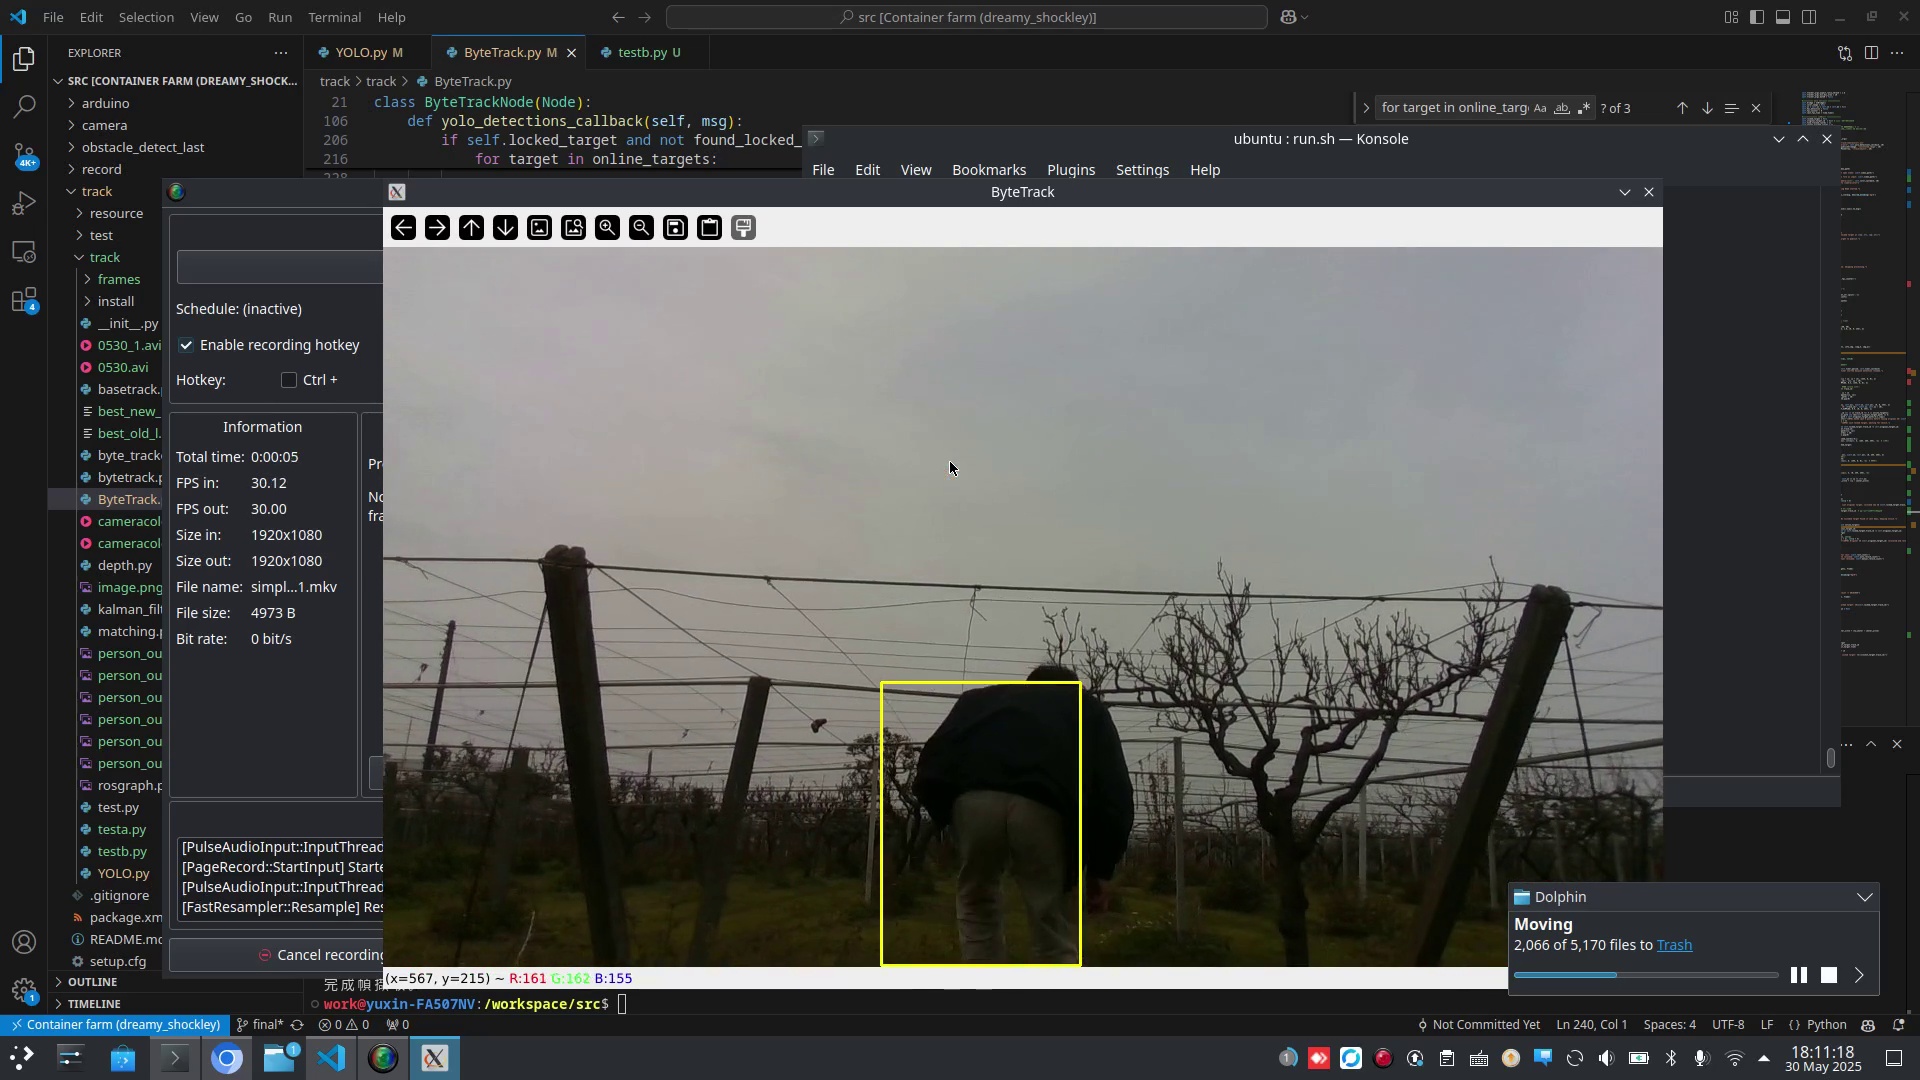 File Edit Selection View Go Run Terminal Help
src [Container farm (dreamy_shockley)]
EXPLORER
SRC [CONTAINER FARM (DREAMY_SHOCK...
arduino
camera
obstacle_detect_last
record
track
resource
test
track
frames
install
__init__.py
0530_1.avi
0530.avi
basetrack.
best_new_
best_old_l.
byte_track
bytetrack.p
ByteTrack.
cameracol
cameracol
depth.py
image.png
kalman_filt
matching.p
person_ou
person_ou
person_ou
person_ou
person_ou
person_ou
rosgraph.p
test.py
testa.py
testb.py
YOLO.py
.gitignore
package.xm
README.md
setup.cfg
OUTLINE
TIMELINE
4K+
4
1
YOLO.py M
ByteTrack.py M
testb.py U
track > track > ByteTrack.py
21 class ByteTrackNode(Node):
106 def yolo_detections_callback(self, msg):
206 if self.locked_target and not found_locked_
216 for target in online_targets:
for target in online_targ
Aa ab
? of 3
ubuntu : run.sh — Konsole
File Edit View Bookmarks Plugins Settings Help
ByteTrack
Schedule: (inactive)
Enable recording hotkey
Hotkey: Ctrl +
Information
Total time: 0:00:05
FPS in: 30.12
FPS out: 30.00
Size in: 1920x1080
Size out: 1920x1080
File name: simpl...1.mkv
File size: 4973 B
Bit rate: 0 bit/s
Pr
No
fra
[PulseAudioInput::InputThread
[PageRecord::StartInput] Starte
[PulseAudioInput::InputThread
[FastResampler::Resample] Res
Cancel recording
(x=567, y=215) ~ R:161 G:162 B:155
work@yuxin-FA507NV:/workspace/src$
Dolphin
Moving
2,066 of 5,170 files to Trash
Container farm (dreamy_shockley)
final*
0 0
0
Not Committed Yet
Ln 240, Col 1
Spaces: 4
UTF-8
LF
Python
1
1
18:11:18
30 May 2025